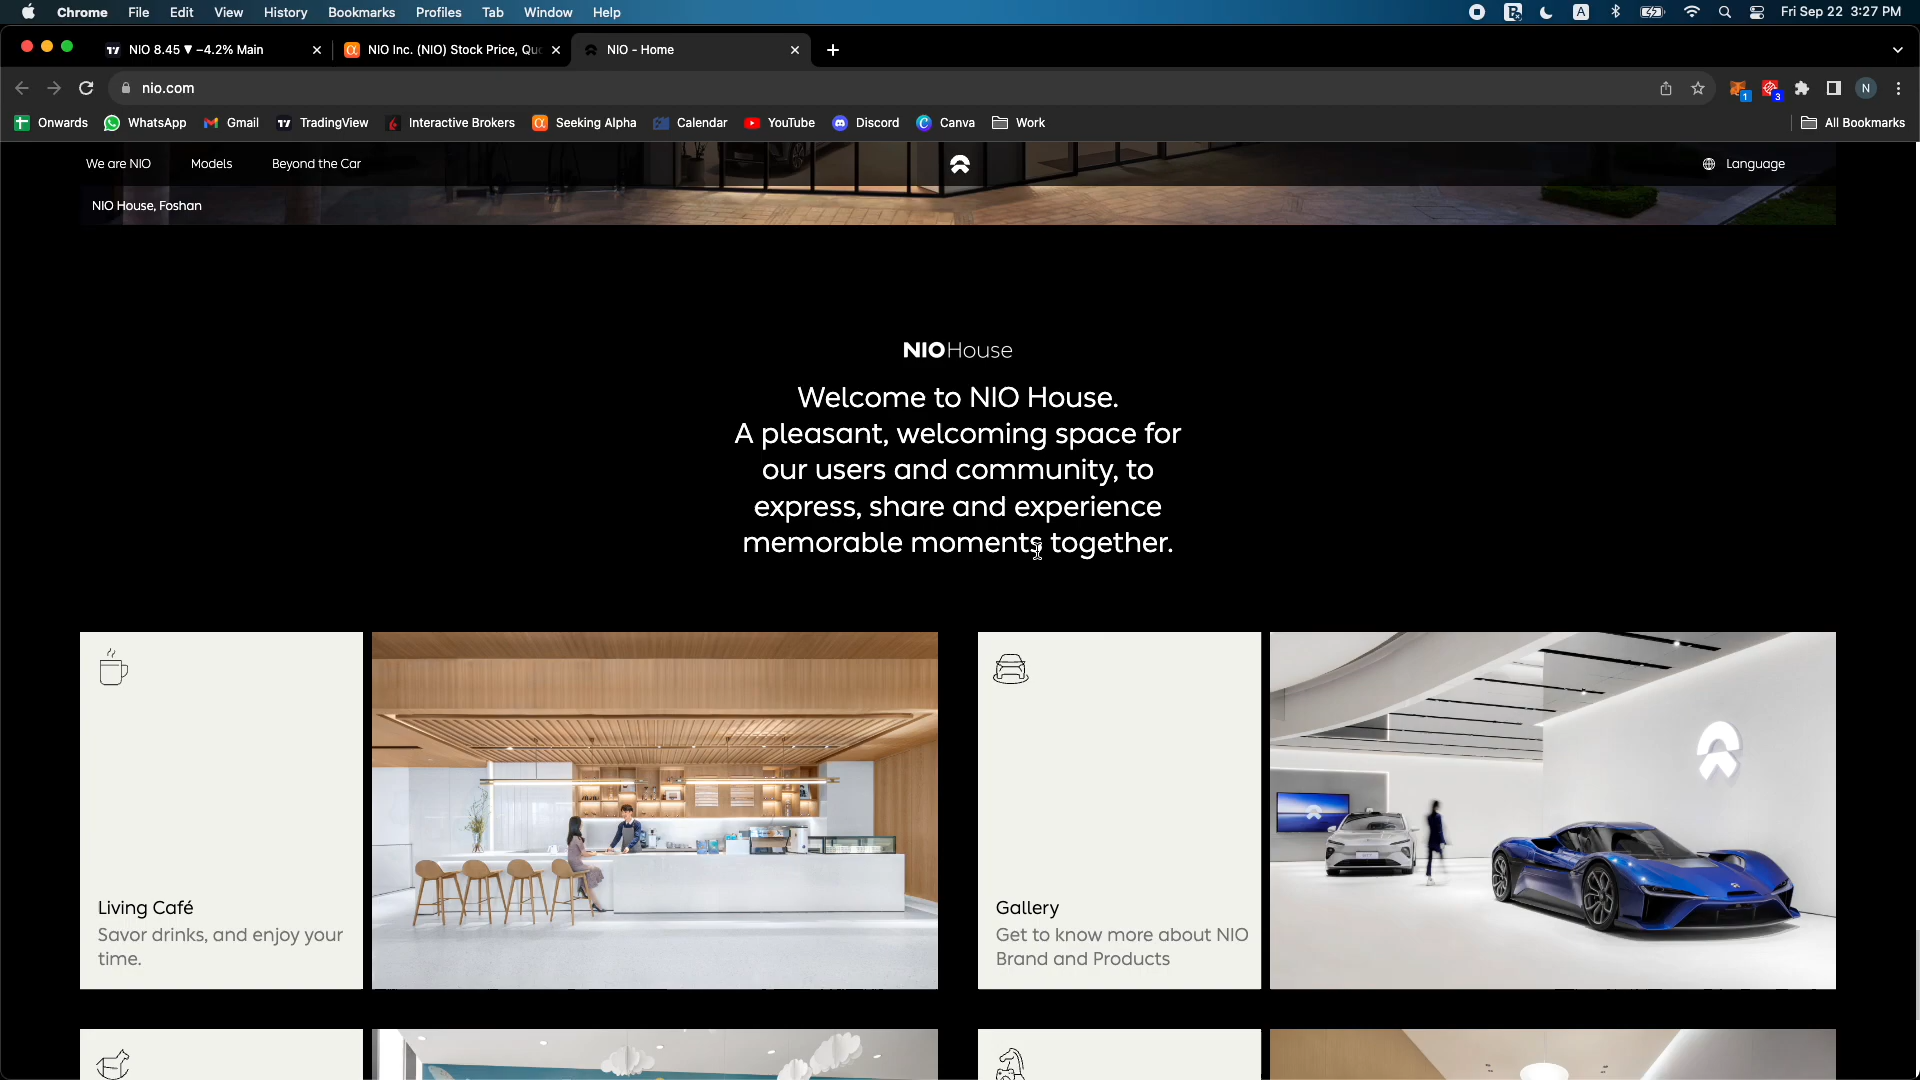 Chrome File Edit View History Bookmarks Profiles Tab Window Help
A
Fri Sep 22 3:27 PM
NIO 8.45 ▼ −4.2% Main
NIO Inc. (NIO) Stock Price, Quo
NIO - Home
nio.com
1
3
N
Onwards WhatsApp Gmail TradingView Interactive Brokers Seeking Alpha Calendar YouTube Discord Canva Work All Bookmarks
We are NIO Models Beyond the Car Language
NIO House, Foshan
NIOHouse
Welcome to NIO House.
A pleasant, welcoming space for
our users and community, to
express, share and experience
memorable moments together.
Living Café
Savor drinks, and enjoy your
time.
Gallery
Get to know more about NIO
Brand and Products